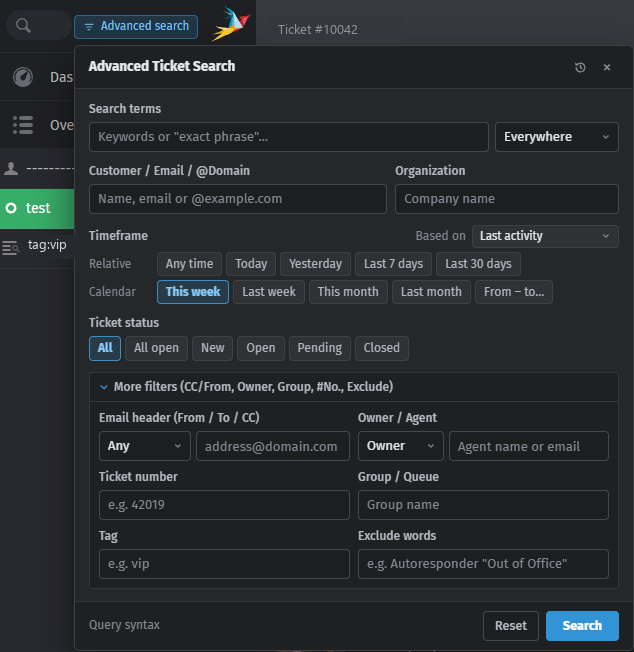 Advanced search
Ticket #10042
Advanced Ticket Search
Das
Search terms
Keywords or "exact phrase"...
Everywhere
Ove
Customer / Email / @Domain
Organization
Name, email or @example.com
Company name
test
Timeframe
Based on
Last activity
tag:vip
Relative
Any time
Today
Yesterday
Last 7 days
Last 30 days
Calendar
This week
Last week
This month
Last month
From – to...
Ticket status
All
All open
New
Open
Pending
Closed
More filters (CC/From, Owner, Group, #No., Exclude)
Email header (From / To / CC)
Owner / Agent
Any
address@domain.com
Owner
Agent name or email
Ticket number
Group / Queue
e.g. 42019
Group name
Tag
Exclude words
e.g. vip
e.g. Autoresponder "Out of Office"
Query syntax
Reset
Search